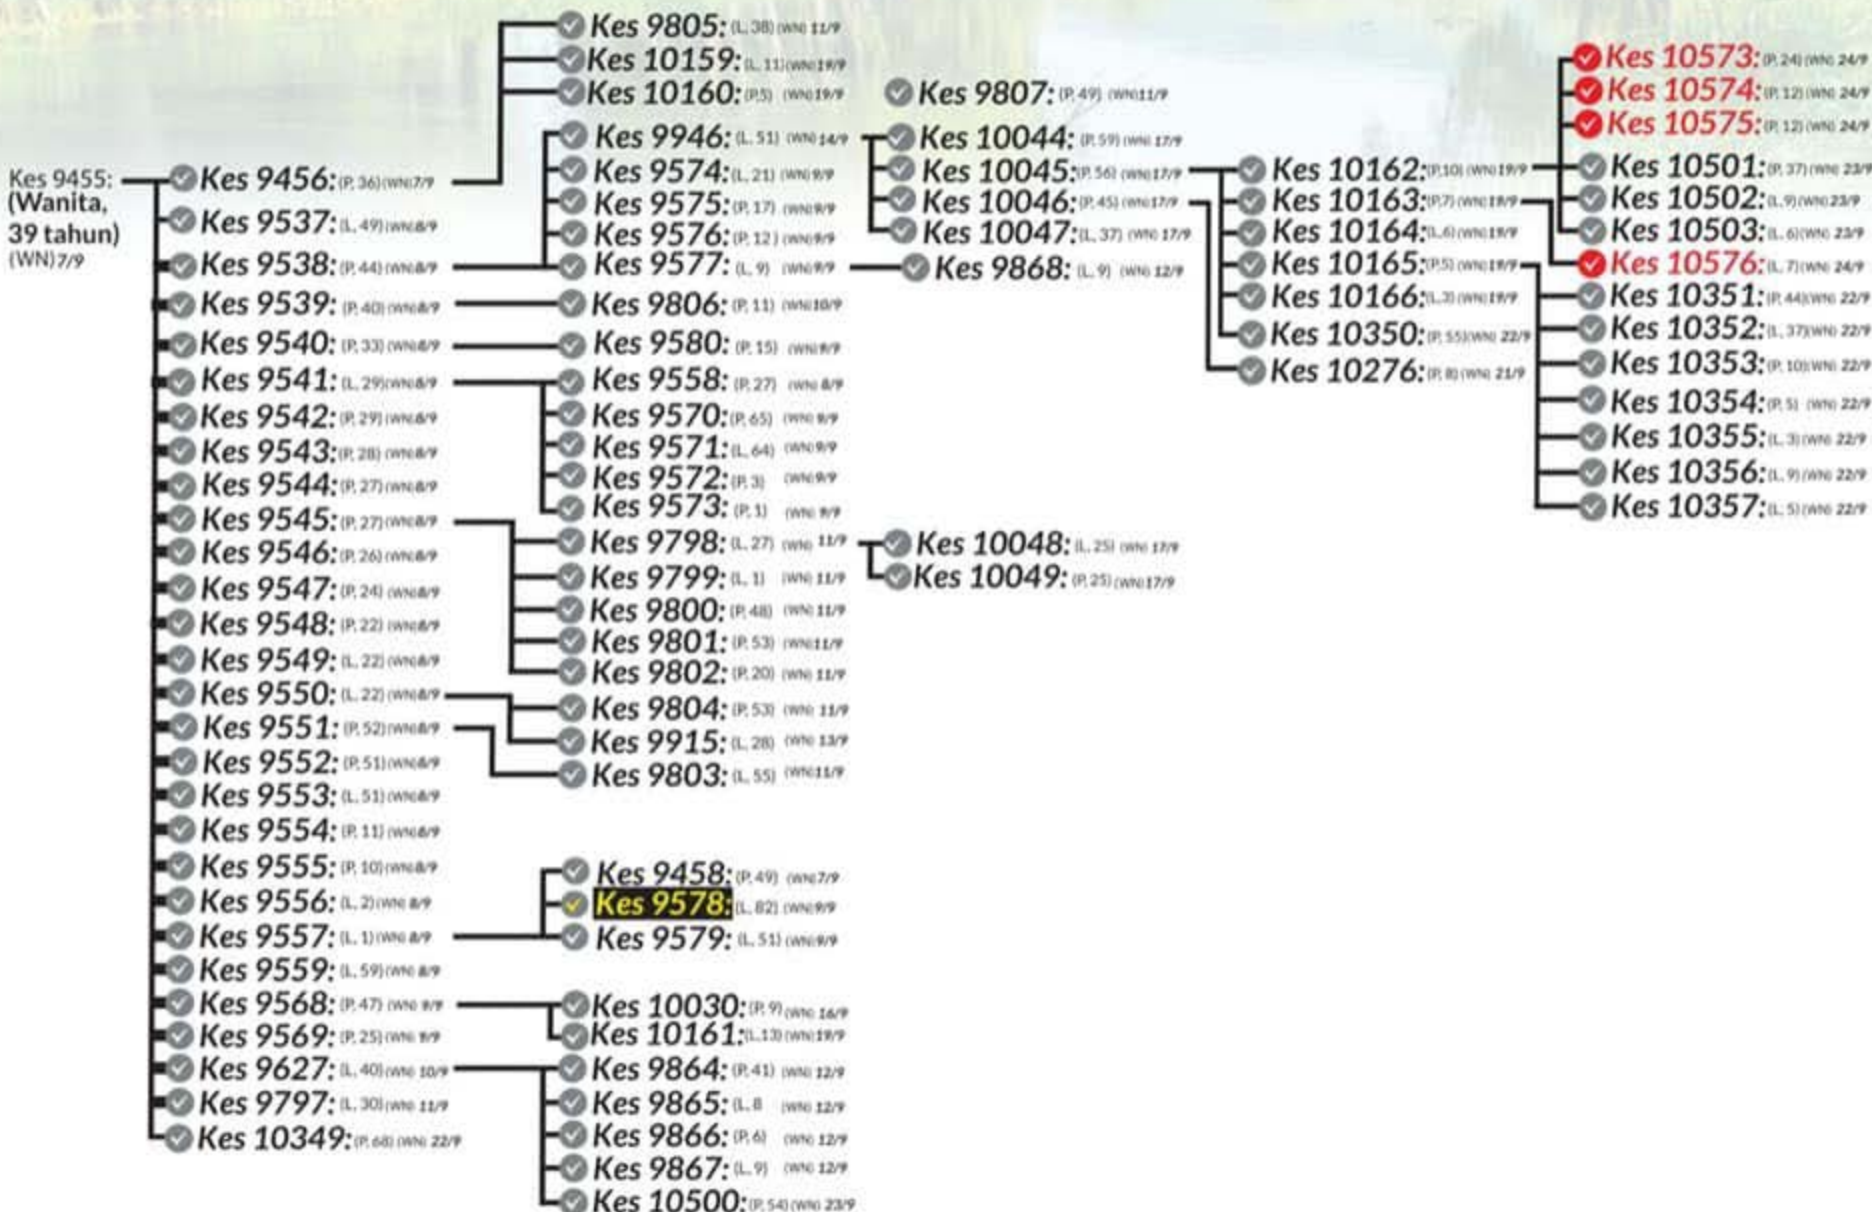 Kes 9455:
(Wanita,
39 tahun)
(WN) 7/9
Kes 9456: (P, 36) (WN) 7/9
Kes 9537: (L, 49) (WN) 8/9
Kes 9538: (P, 44) (WN) 8/9
Kes 9539: (P, 40) (WN) 8/9
Kes 9540: (P, 33) (WN) 8/9
Kes 9541: (L, 29) (WN) 8/9
Kes 9542: (P, 29) (WN) 8/9
Kes 9543: (P, 28) (WN) 8/9
Kes 9544: (P, 27) (WN) 8/9
Kes 9545: (P, 27) (WN) 8/9
Kes 9546: (P, 26) (WN) 8/9
Kes 9547: (P, 24) (WN) 8/9
Kes 9548: (P, 22) (WN) 8/9
Kes 9549: (L, 22) (WN) 8/9
Kes 9550: (L, 22) (WN) 8/9
Kes 9551: (P, 52) (WN) 8/9
Kes 9552: (P, 51) (WN) 8/9
Kes 9553: (L, 51) (WN) 8/9
Kes 9554: (P, 11) (WN) 8/9
Kes 9555: (P, 10) (WN) 8/9
Kes 9556: (L, 2) (WN) 8/9
Kes 9557: (L, 1) (WN) 8/9
Kes 9559: (L, 59) (WN) 8/9
Kes 9568: (P, 47) (WN) 9/9
Kes 9569: (P, 25) (WN) 9/9
Kes 9627: (L, 40) (WN) 10/9
Kes 9797: (L, 30) (WN) 11/9
Kes 10349: (P, 68) (WN) 22/9
Kes 9805: (L, 38) (WN) 11/9
Kes 10159: (L, 11) (WN) 19/9
Kes 10160: (P,5) (WN) 19/9
Kes 9946: (L, 51) (WN) 14/9
Kes 9574: (L, 21) (WN) 9/9
Kes 9575: (P, 17) (WN) 9/9
Kes 9576: (P, 12) (WN) 9/9
Kes 9577: (L, 9) (WN) 9/9
Kes 9806: (P, 11) (WN) 10/9
Kes 9580: (P, 15) (WN) 9/9
Kes 9558: (P, 27) (WN) 8/9
Kes 9570: (P, 65) (WN) 9/9
Kes 9571: (L, 64) (WN) 9/9
Kes 9572: (P, 3) (WN) 9/9
Kes 9573: (P, 1) (WN) 9/9
Kes 9798: (L, 27) (WN) 11/9
Kes 9799: (L, 1) (WN) 11/9
Kes 9800: (P, 48) (WN) 11/9
Kes 9801: (P, 53) (WN) 11/9
Kes 9802: (P, 20) (WN) 11/9
Kes 9804: (P, 53) (WN) 11/9
Kes 9915: (L, 28) (WN) 13/9
Kes 9803: (L, 55) (WN) 11/9
Kes 9458: (P, 49) (WN) 7/9
Kes 9578: (L, 82) (WN) 9/9
Kes 9579: (L, 51) (WN) 9/9
Kes 10030: (P, 9) (WN) 16/9
Kes 10161: (L,13) (WN) 19/9
Kes 9864: (P, 41) (WN) 12/9
Kes 9865: (L, 8 (WN) 12/9
Kes 9866: (P, 6) (WN) 12/9
Kes 9867: (L, 9) (WN) 12/9
Kes 10500: (P, 54) (WN) 23/9
Kes 9807: (P, 49) (WN) 11/9
Kes 10044: (P, 59) (WN) 17/9
Kes 10045: (P, 56) (WN) 17/9
Kes 10046: (P, 45) (WN) 17/9
Kes 10047: (L, 37) (WN) 17/9
Kes 9868: (L, 9) (WN) 12/9
Kes 10048: (L, 25) (WN) 17/9
Kes 10049: (P, 25) (WN) 17/9
Kes 10162: (P,10) (WN) 19/9
Kes 10163: (P,7) (WN) 19/9
Kes 10164: (L,6) (WN) 19/9
Kes 10165: (P,5) (WN) 19/9
Kes 10166: (L,3) (WN) 19/9
Kes 10350: (P, 55) (WN) 22/9
Kes 10276: (P, 8) (WN) 21/9
Kes 10573: (P, 24) (WN) 24/9
Kes 10574: (P, 12) (WN) 24/9
Kes 10575: (P, 12) (WN) 24/9
Kes 10501: (P, 37) (WN) 23/9
Kes 10502: (L, 9) (WN) 23/9
Kes 10503: (L, 6) (WN) 23/9
Kes 10576: (L, 7) (WN) 24/9
Kes 10351: (P, 44) (WN) 22/9
Kes 10352: (L, 37) (WN) 22/9
Kes 10353: (P, 10) (WN) 22/9
Kes 10354: (P, 5) (WN) 22/9
Kes 10355: (L, 3) (WN) 22/9
Kes 10356: (L, 9) (WN) 22/9
Kes 10357: (L, 5) (WN) 22/9